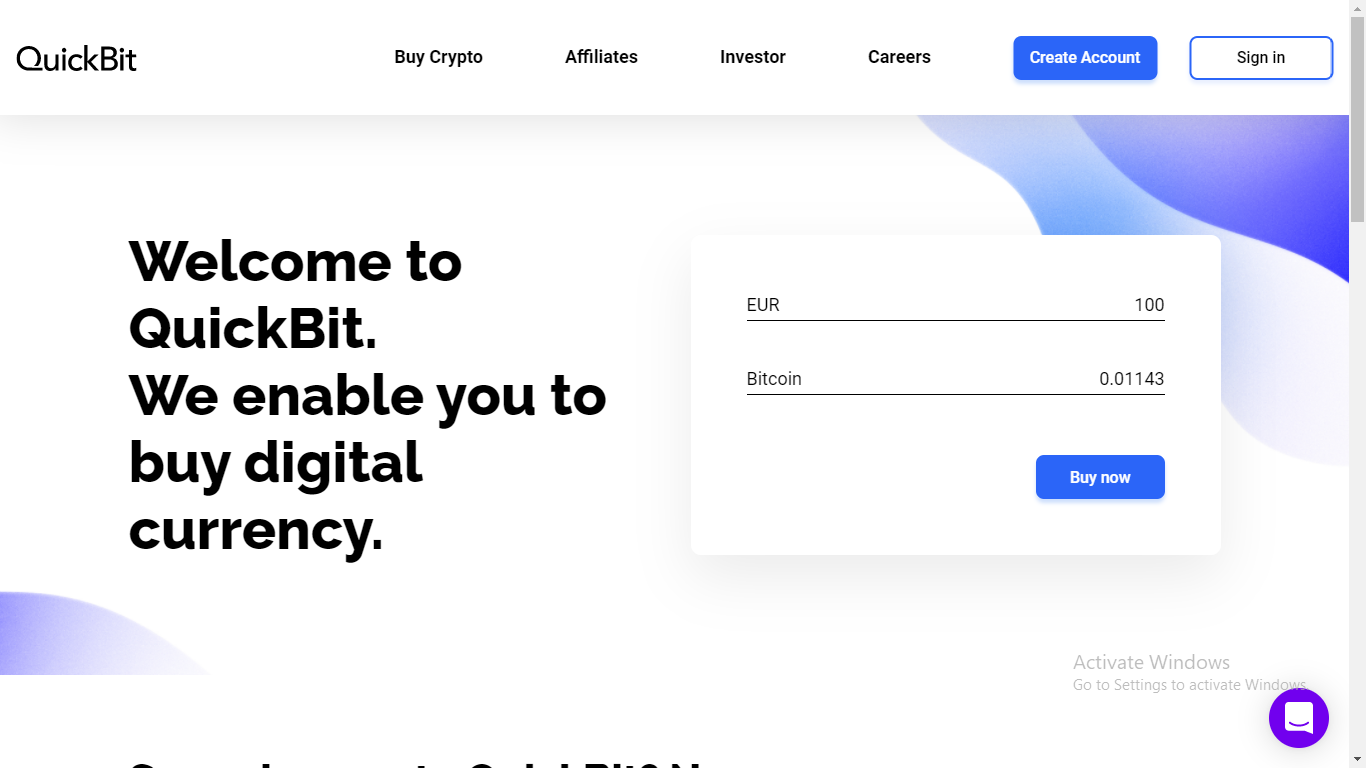 QuickBit
Buy Crypto
Affiliates
Investor
Careers
Create Account
Sign in
Welcome to
QuickBit.
We enable you to
buy digital
currency.
EUR 100
Bitcoin 0.01143
Buy now
Activate Windows
Go to Settings to activate Windows.